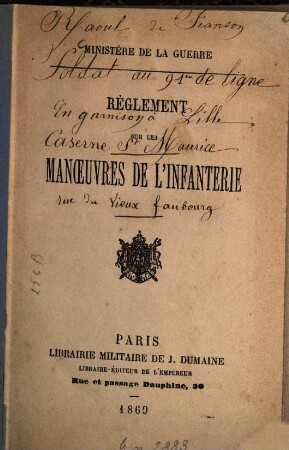 Raoul de
MINISTÈRE DE LA GUERRE
Soldat au 91me de ligne
RÈGLEMENT
En garnison à Lille
SUR LES
Caserne St Maurice
MANŒUVRES DE L'INFANTERIE
rue du Vieux faubourg
PARIS
LIBRAIRIE MILITAIRE DE J. DUMAINE
LIBRAIRE-ÉDITEUR DE L'EMPEREUR
Rue et passage Dauphine, 30
1869